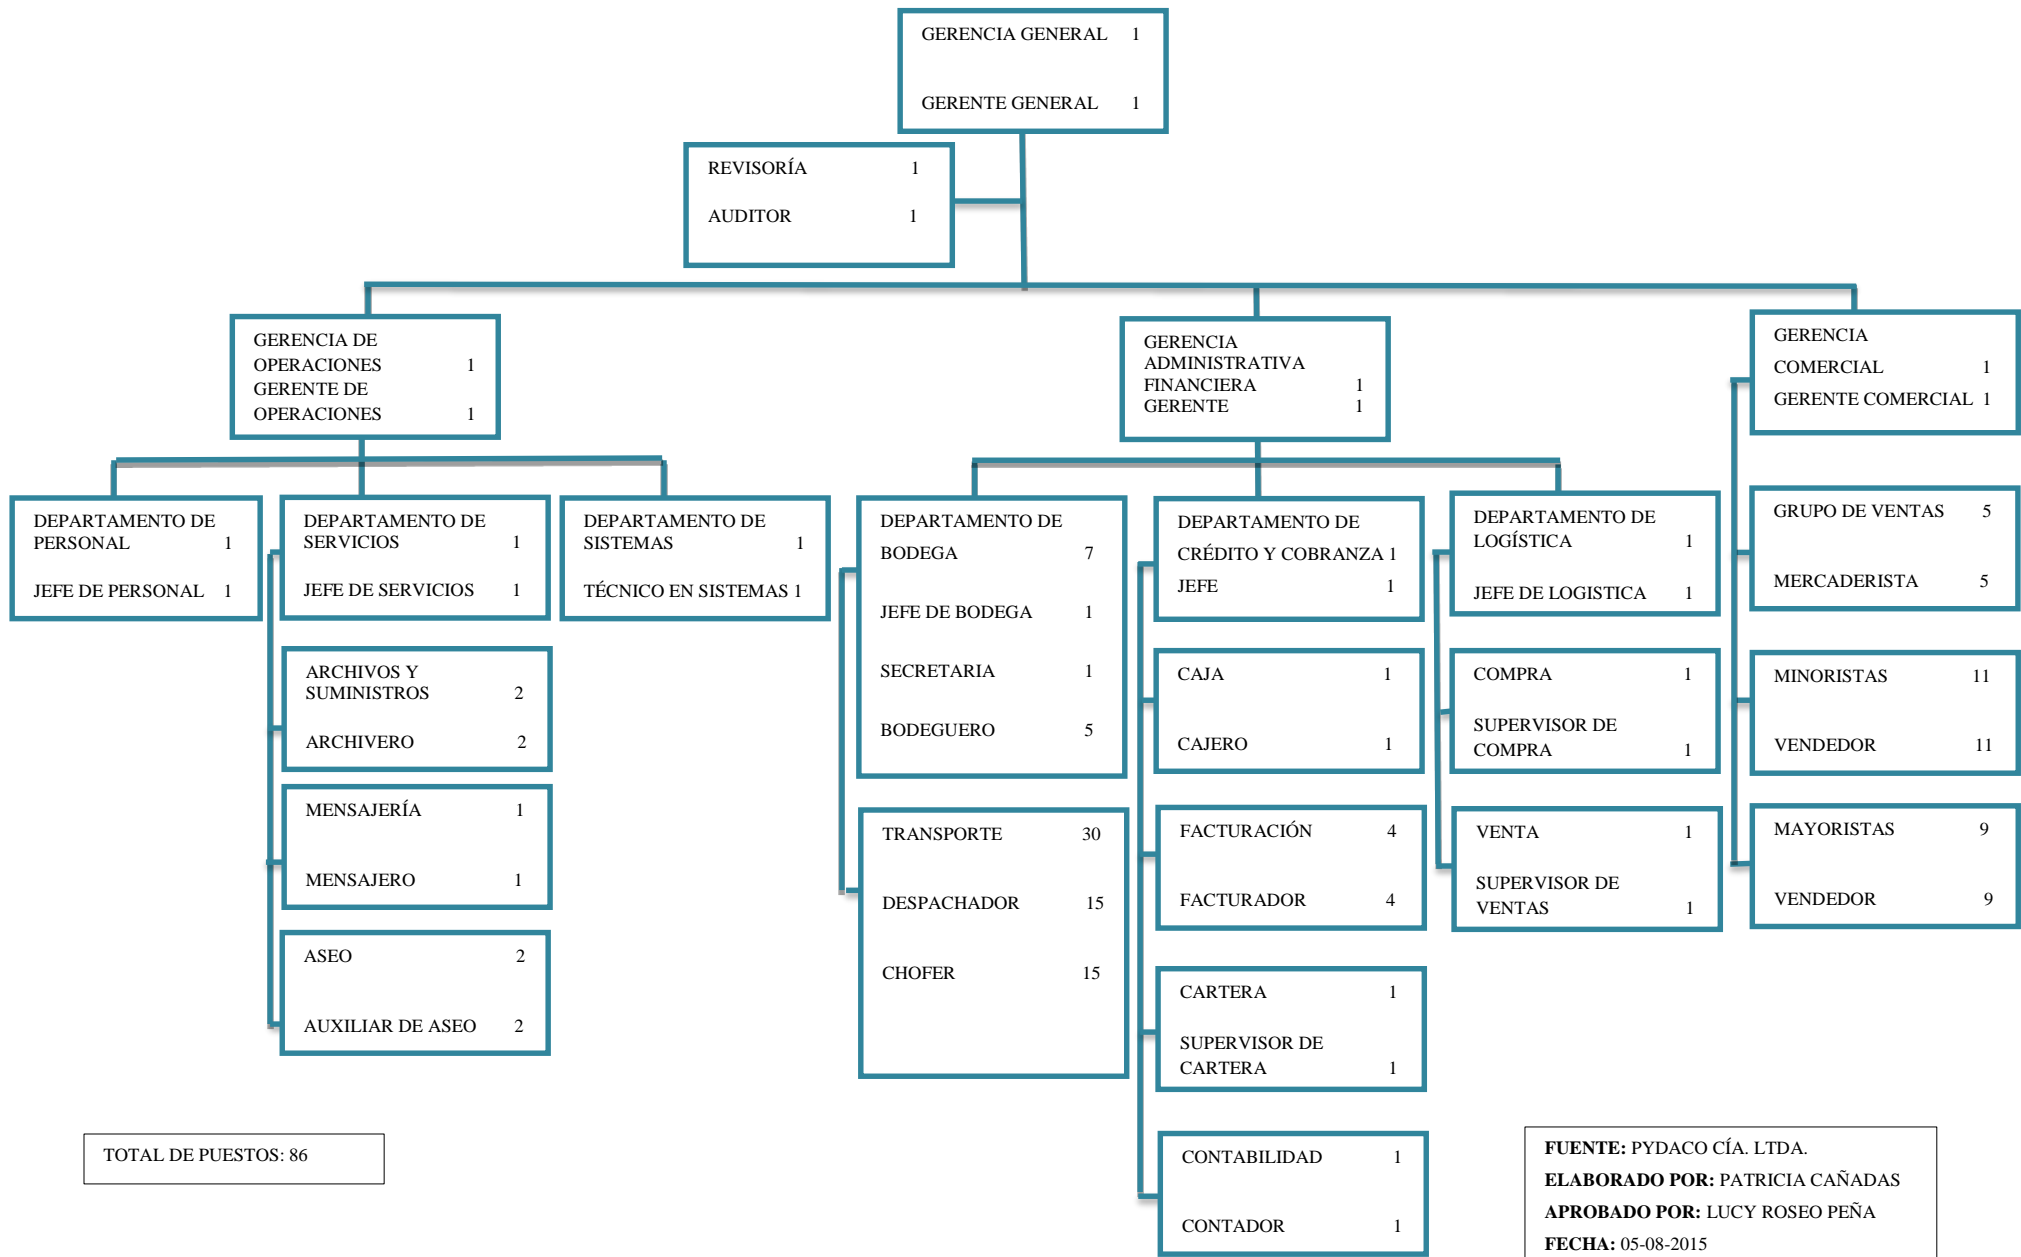 GERENCIA GENERAL 1
GERENTE GENERAL 1
REVISORÍA 1
AUDITOR 1
GERENCIA DE
OPERACIONES 1
GERENTE DE
OPERACIONES 1
GERENCIA
ADMINISTRATIVA
FINANCIERA 1
GERENTE 1
GERENCIA
COMERCIAL 1
GERENTE COMERCIAL 1
DEPARTAMENTO DE
PERSONAL 1
JEFE DE PERSONAL 1
DEPARTAMENTO DE
SERVICIOS 1
JEFE DE SERVICIOS 1
DEPARTAMENTO DE
SISTEMAS 1
TÉCNICO EN SISTEMAS 1
DEPARTAMENTO DE
BODEGA 7
JEFE DE BODEGA 1
SECRETARIA 1
BODEGUERO 5
DEPARTAMENTO DE
CRÉDITO Y COBRANZA 1
JEFE 1
DEPARTAMENTO DE
LOGÍSTICA 1
JEFE DE LOGISTICA 1
GRUPO DE VENTAS 5
MERCADERISTA 5
ARCHIVOS Y
SUMINISTROS 2
ARCHIVERO 2
CAJA 1
CAJERO 1
COMPRA 1
SUPERVISOR DE
COMPRA 1
MINORISTAS 11
VENDEDOR 11
MENSAJERÍA 1
MENSAJERO 1
TRANSPORTE 30
DESPACHADOR 15
CHOFER 15
FACTURACIÓN 4
FACTURADOR 4
VENTA 1
SUPERVISOR DE
VENTAS 1
MAYORISTAS 9
VENDEDOR 9
ASEO 2
AUXILIAR DE ASEO 2
CARTERA 1
SUPERVISOR DE
CARTERA 1
CONTABILIDAD 1
CONTADOR 1
TOTAL DE PUESTOS: 86
FUENTE: PYDACO CÍA. LTDA.
ELABORADO POR: PATRICIA CAÑADAS
APROBADO POR: LUCY ROSEO PEÑA
FECHA: 05-08-2015